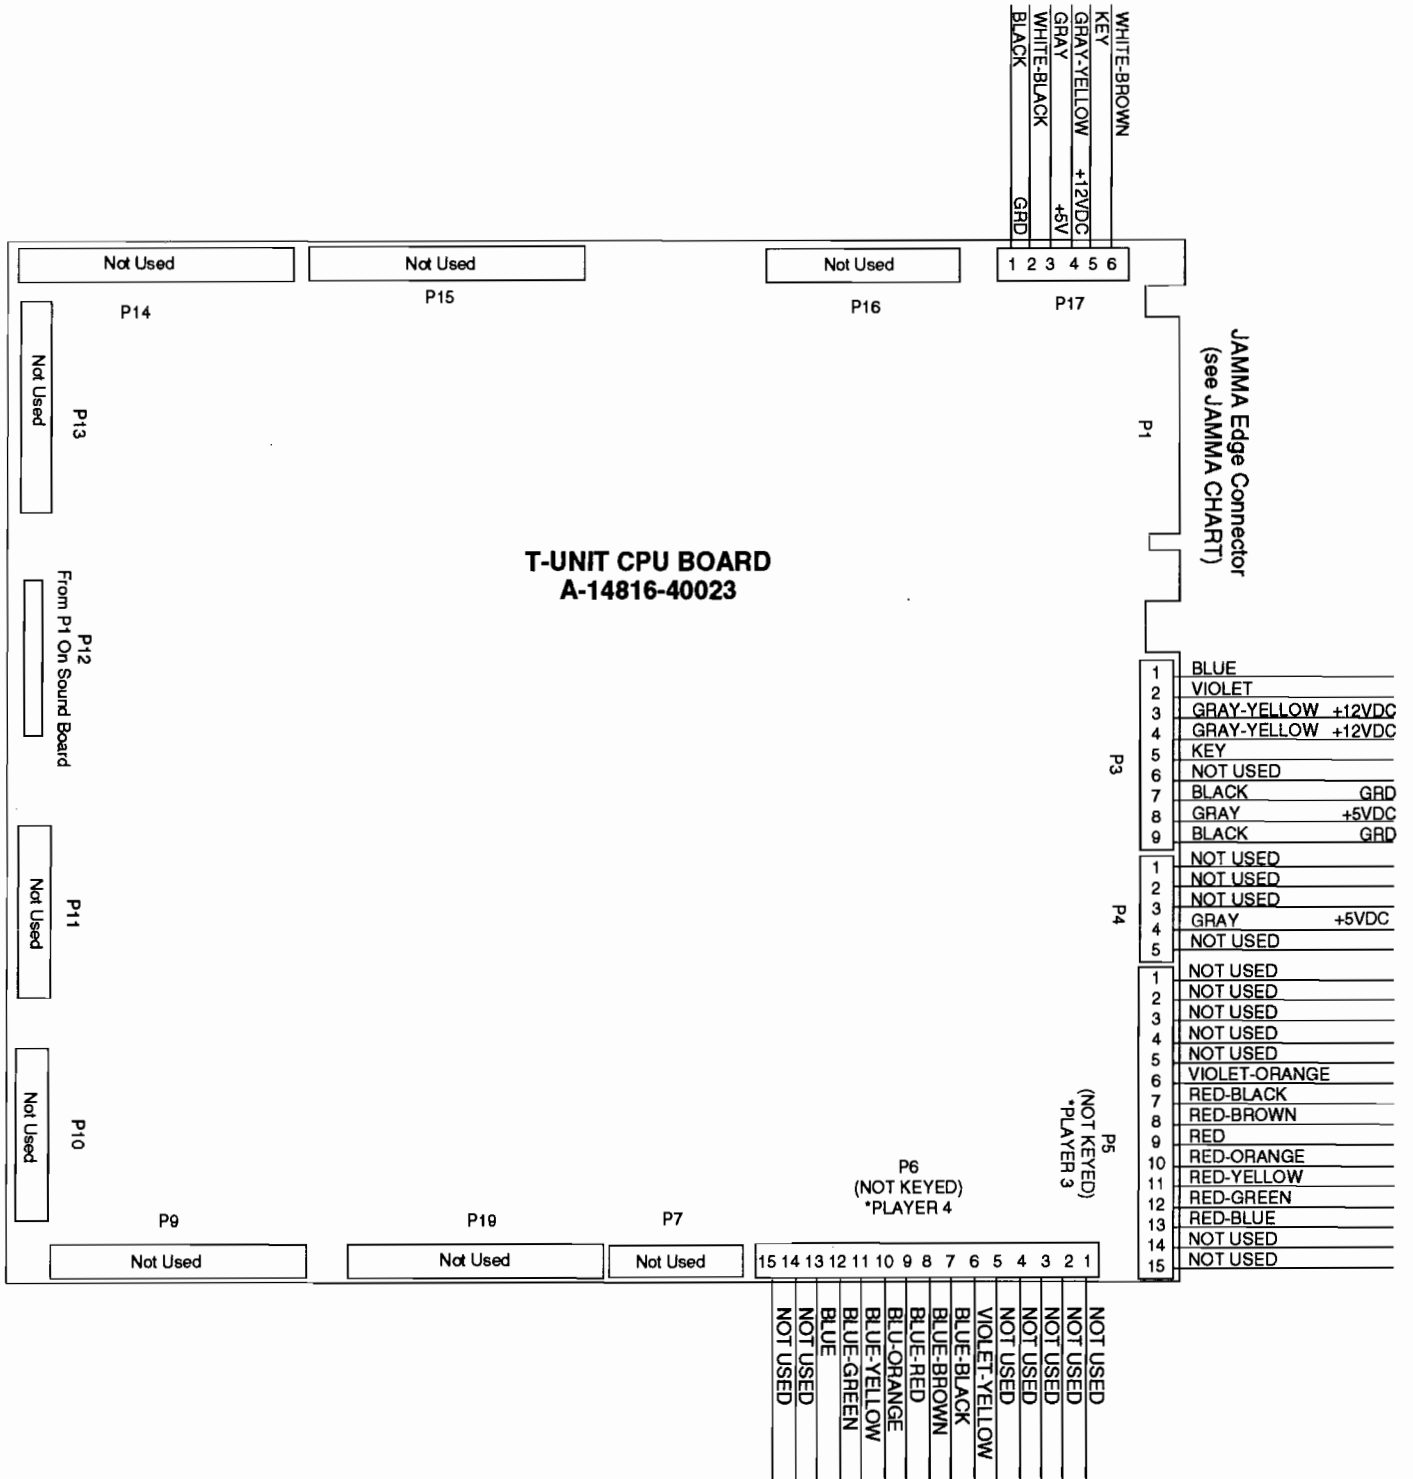 WHITE-BROWN
KEY
GRAY-YELLOW +12VDC
GRAY +5V
WHITE-BLACK
BLACK GRD
Not Used
Not Used
Not Used
1 2 3 4 5 6
P14
P15
P16
P17
JAMMA Edge Connector
(see JAMMA CHART)
P1
Not Used
P13
T-UNIT CPU BOARD
A-14816-40023
P12
From P1 On Sound Board
P3
1 BLUE
2 VIOLET
3 GRAY-YELLOW +12VDC
4 GRAY-YELLOW +12VDC
5 KEY
6 NOT USED
7 BLACK GRD
8 GRAY +5VDC
9 BLACK GRD
P4
1 NOT USED
2 NOT USED
3 NOT USED
4 GRAY +5VDC
5 NOT USED
Not Used
P11
P5
(NOT KEYED)
*PLAYER 3
1 NOT USED
2 NOT USED
3 NOT USED
4 NOT USED
5 NOT USED
6 VIOLET-ORANGE
7 RED-BLACK
8 RED-BROWN
9 RED
10 RED-ORANGE
11 RED-YELLOW
12 RED-GREEN
13 RED-BLUE
14 NOT USED
15 NOT USED
Not Used
P10
P6
(NOT KEYED)
*PLAYER 4
P9
P19
P7
Not Used
Not Used
Not Used
15 14 13 12 11 10 9 8 7 6 5 4 3 2 1
NOT USED
NOT USED
NOT USED
NOT USED
NOT USED
VIOLET-YELLOW
BLUE-BLACK
BLUE-BROWN
BLUE-RED
BLU-ORANGE
BLUE-YELLOW
BLUE-GREEN
BLUE
NOT USED
NOT USED